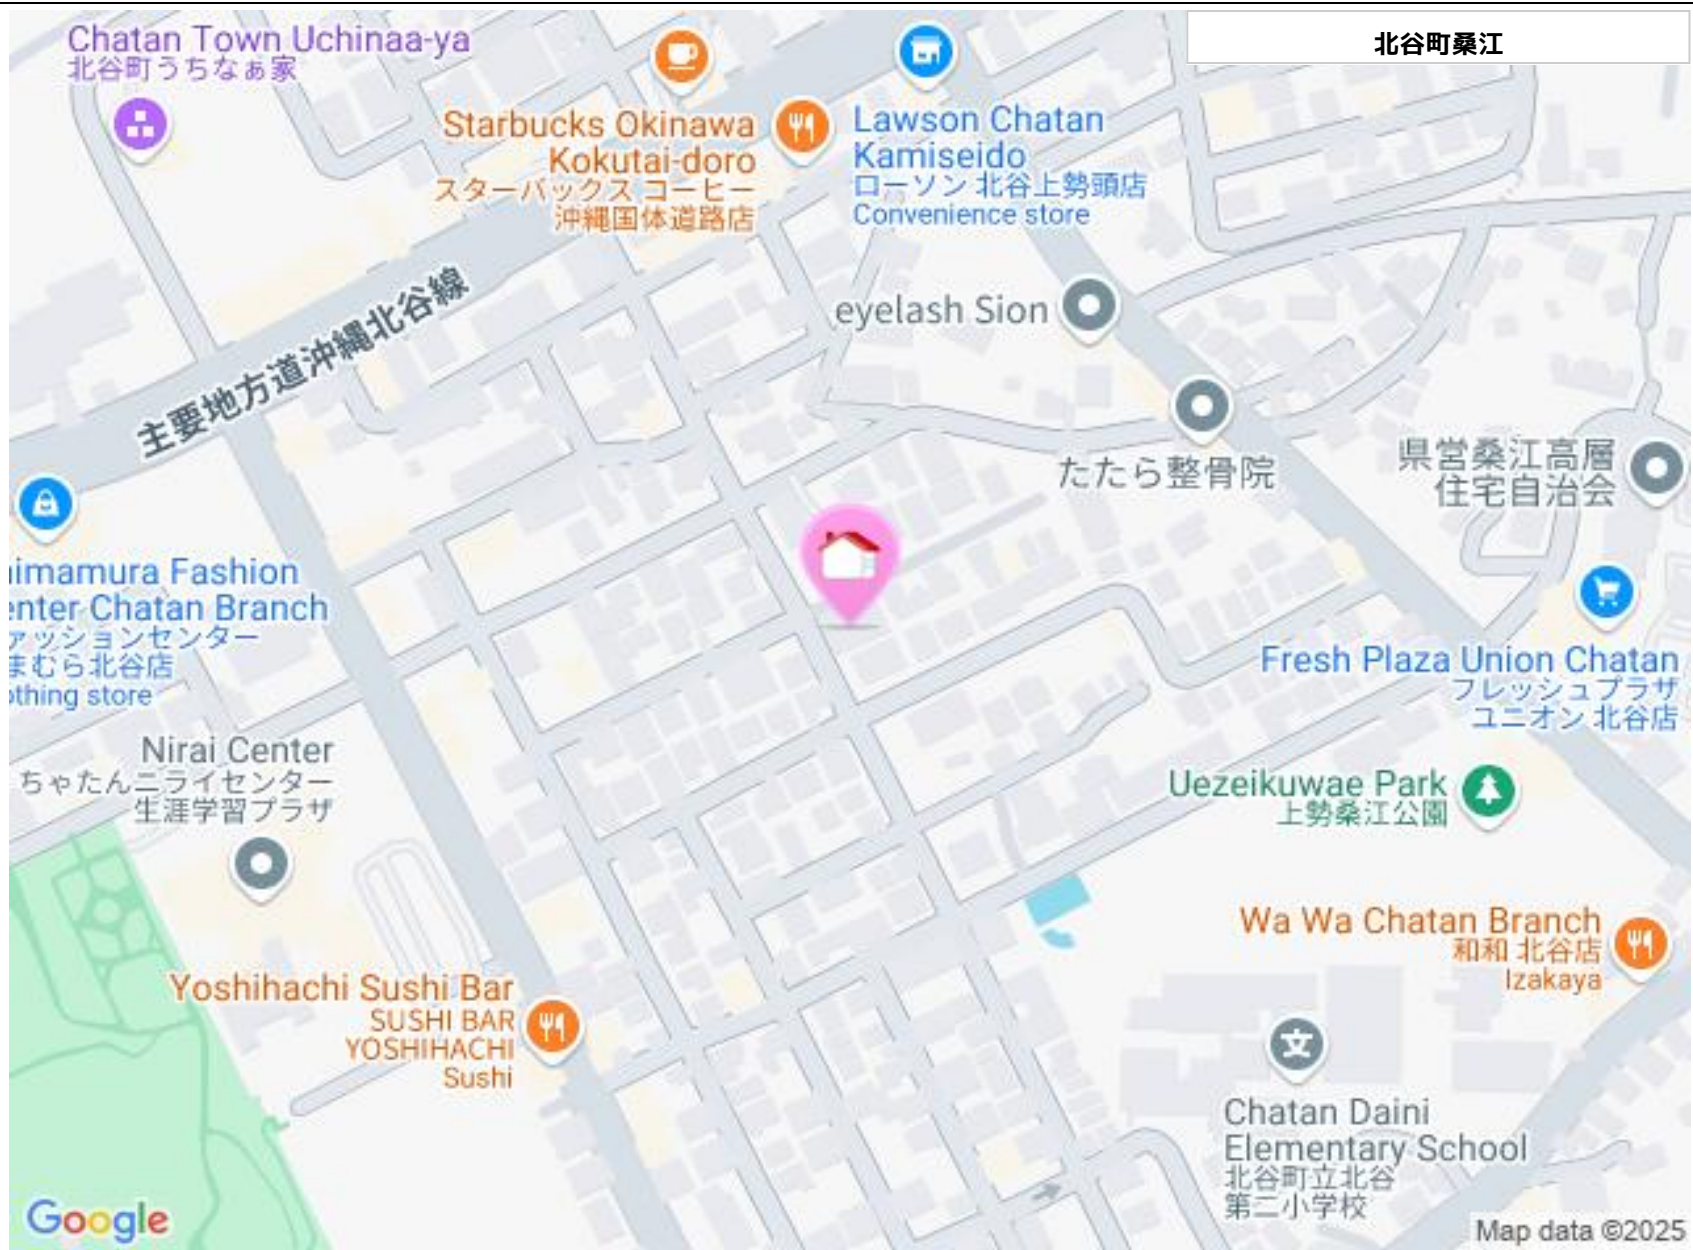 北谷町桑江
Chatan Town Uchinaa-ya
北谷町うちなぁ家
Starbucks Okinawa
Kokutai-doro
スターバックス コーヒー
沖縄国体道路店
Lawson Chatan
Kamiseido
ローソン 北谷上勢頭店
Convenience store
eyelash Sion
主要地方道沖縄北谷線
たたら整骨院
県営桑江高層
住宅自治会
imamura Fashion
enter Chatan Branch
ァッションセンター
まむら北谷店
othing store
Fresh Plaza Union Chatan
フレッシュプラザ
ユニオン 北谷店
Nirai Center
ちゃたんニライセンター
生涯学習プラザ
Uezeikuwae Park
上勢桑江公園
Wa Wa Chatan Branch
和和 北谷店
Izakaya
Yoshihachi Sushi Bar
SUSHI BAR
YOSHIHACHI
Sushi
文
Chatan Daini
Elementary School
北谷町立北谷
第二小学校
Google
Map data ©2025